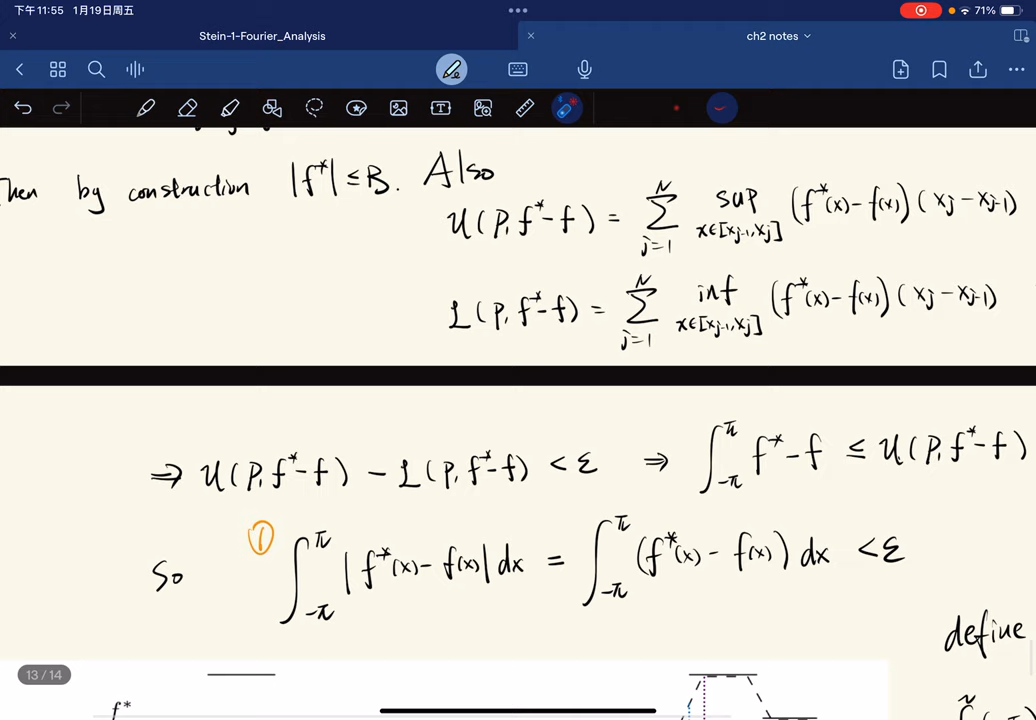 下午11:55 1月19日周五
71%
Stein-1-Fourier_Analysis
ch2 notes
Then by construction |f*| ≤ B. Also
U(P, f*-f) = ∑_{j=1}^{N} sup_{x∈[x_{j-1}, x_j]} (f*(x) - f(x))(x_j - x_{j-1})
L(P, f*-f) = ∑_{j=1}^{N} inf_{x∈[x_{j-1}, x_j]} (f*(x) - f(x))(x_j - x_{j-1})
⇒ U(P, f*-f) - L(P, f*-f) < ε ⇒ ∫_{-π}^{π} f*-f ≤ U(P, f*-f)
So ① ∫_{-π}^{π} |f*(x) - f(x)| dx = ∫_{-π}^{π} (f*(x) - f(x)) dx < ε
define
13 / 14
f*